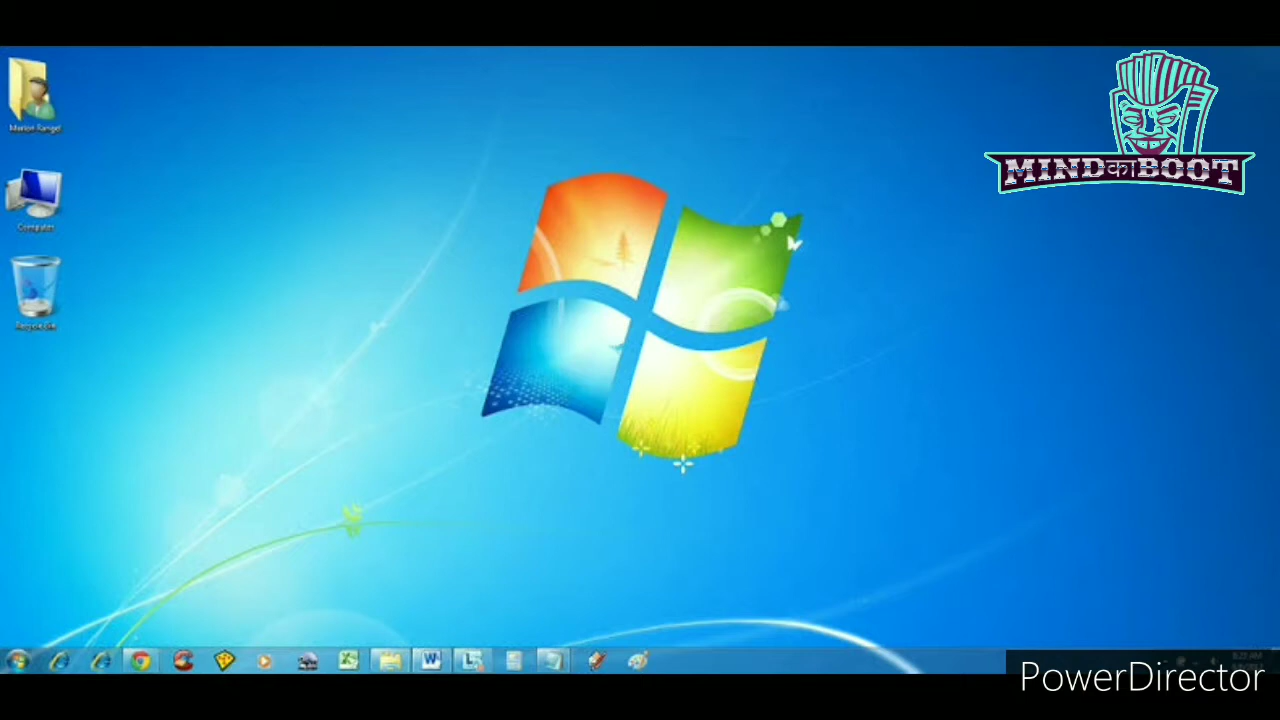 Computer
Recycle Bin
MIND का BOOT
PowerDirector